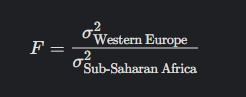 F = σ²Western Europe / σ²Sub-Saharan Africa